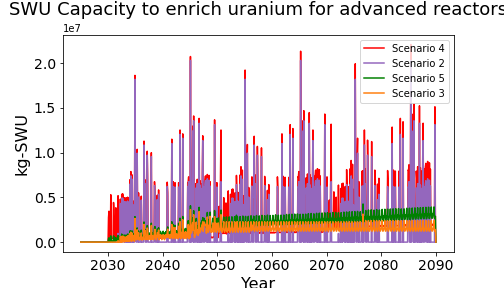 SWU Capacity to enrich uranium for advanced reactors
1e7
Scenario 4
Scenario 2
Scenario 5
Scenario 3
2.0
1.5
1.0
0.5
0.0
kg-SWU
2030 2040 2050 2060 2070 2080 2090
Year